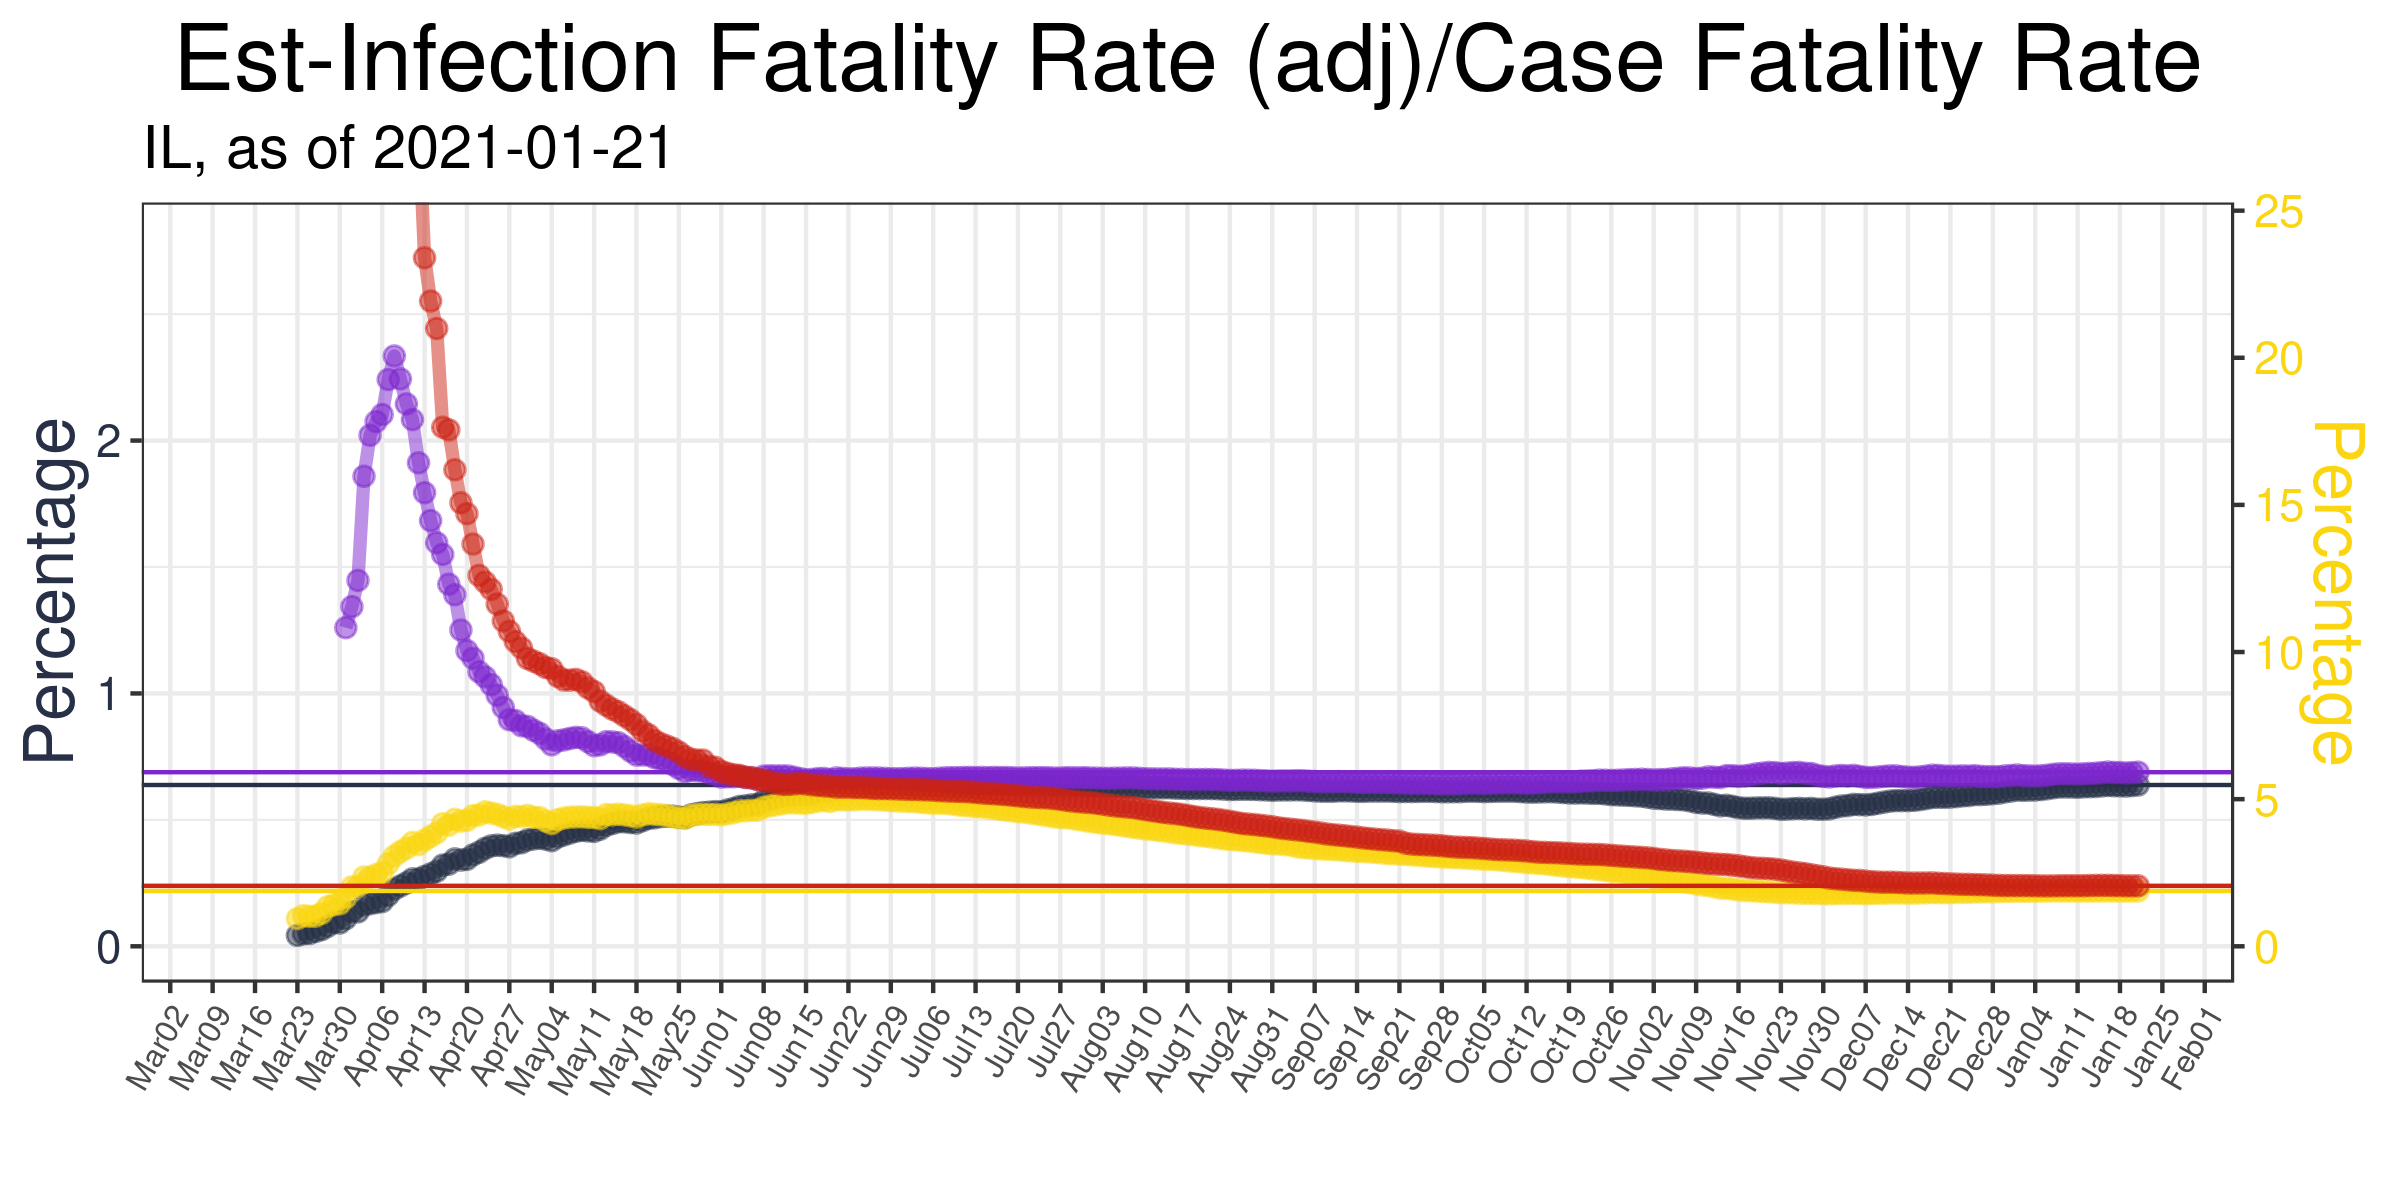 Est-Infection Fatality Rate (adj)/Case Fatality Rate
IL, as of 2021-01-21
Percentage
2
1
0
25
20
15
10
5
0
Percentage
Mar02
Mar09
Mar16
Mar23
Mar30
Apr06
Apr13
Apr20
Apr27
May04
May11
May18
May25
Jun01
Jun08
Jun15
Jun22
Jun29
Jul06
Jul13
Jul20
Jul27
Aug03
Aug10
Aug17
Aug24
Aug31
Sep07
Sep14
Sep21
Sep28
Oct05
Oct12
Oct19
Oct26
Nov02
Nov09
Nov16
Nov23
Nov30
Dec07
Dec14
Dec21
Dec28
Jan04
Jan11
Jan18
Jan25
Feb01